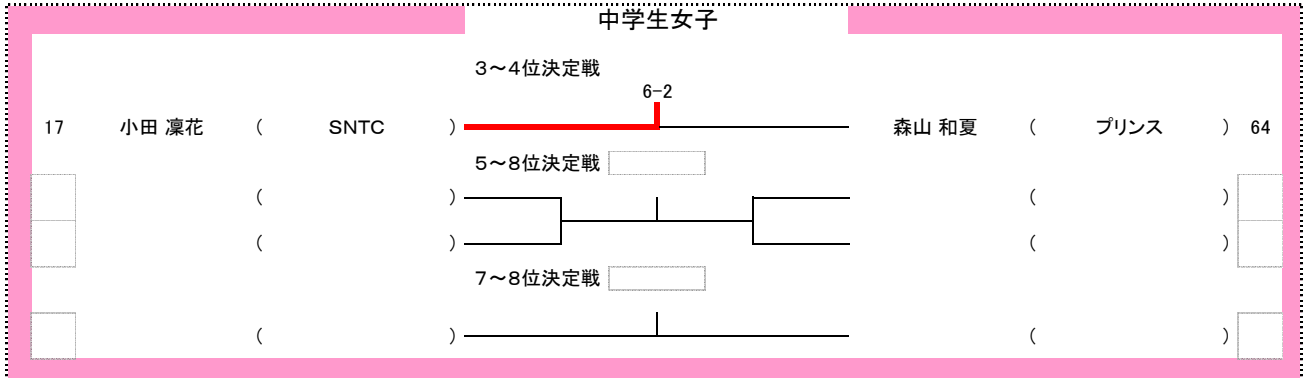 中学生女子
3～4位決定戦
6-2
17 小田 凜花 ( SNTC ) 森山 和夏 ( プリンス ) 64
5～8位決定戦
( ) ( )
( ) ( )
7～8位決定戦
( ) ( )